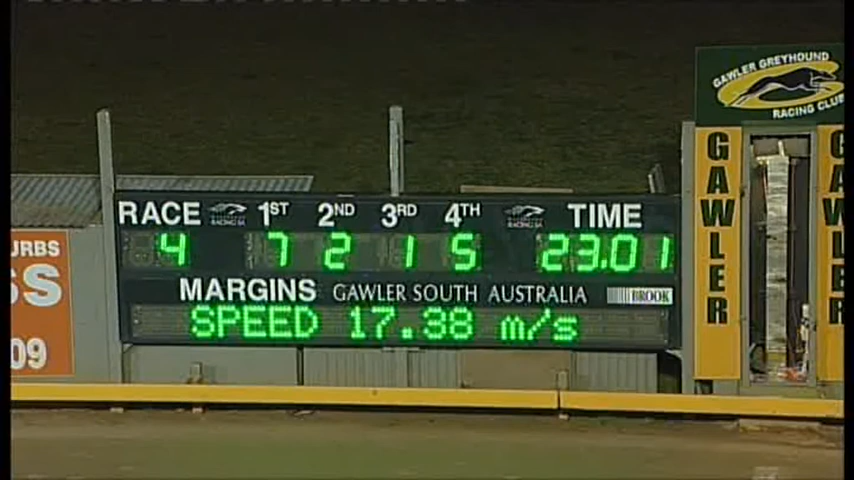 GAWLER GREYHOUND
RACING CLUB
GAWLER
GAWLER
RACE 1ST 2ND 3RD 4TH TIME
4 7 2 1 5 23.01
MARGINS GAWLER SOUTH AUSTRALIA BROOK
SPEED 17.38 m/s
URBS
S
09